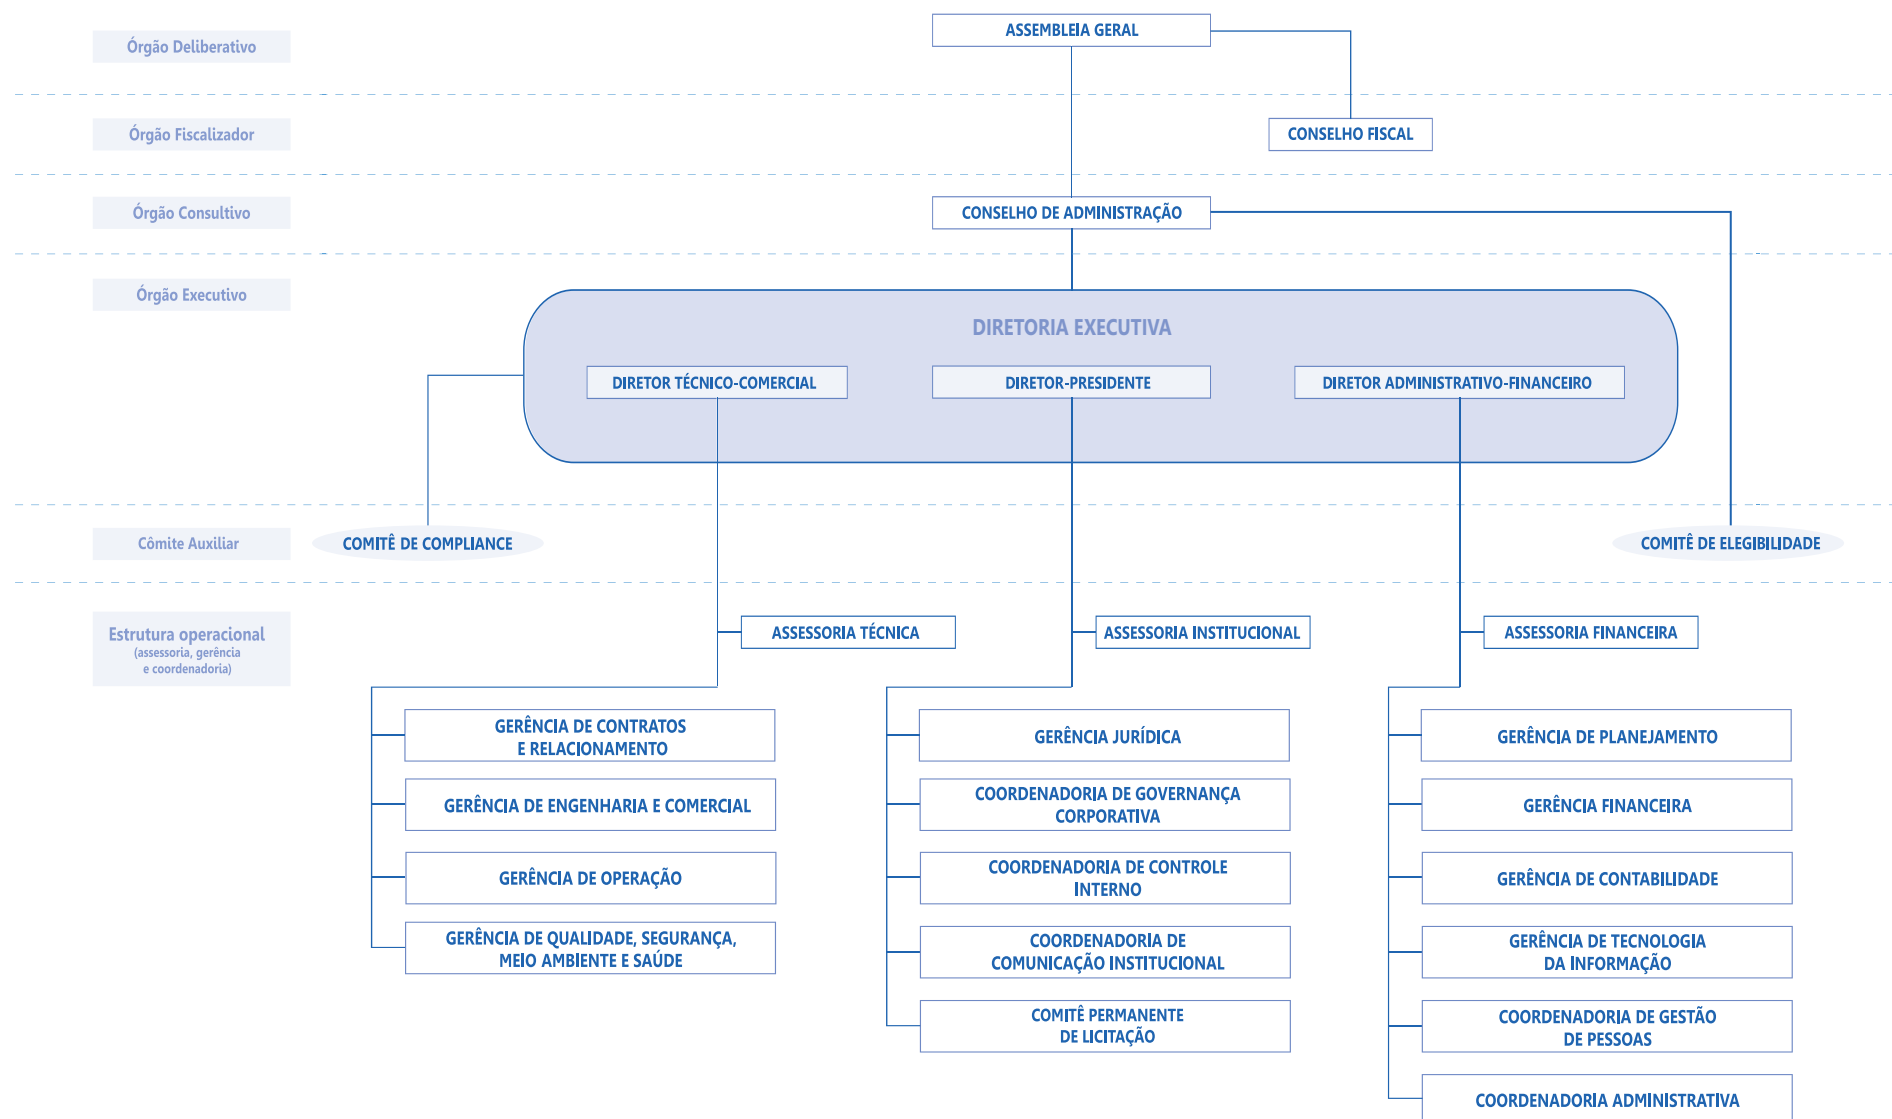 Órgão Deliberativo
ASSEMBLEIA GERAL
Órgão Fiscalizador
CONSELHO FISCAL
Órgão Consultivo
CONSELHO DE ADMINISTRAÇÃO
Órgão Executivo
DIRETORIA EXECUTIVA
DIRETOR TÉCNICO-COMERCIAL
DIRETOR-PRESIDENTE
DIRETOR ADMINISTRATIVO-FINANCEIRO
Cômite Auxiliar
COMITÊ DE COMPLIANCE
COMITÊ DE ELEGIBILIDADE
Estrutura operacional
(assessoria, gerência
e coordenadoria)
ASSESSORIA TÉCNICA
ASSESSORIA INSTITUCIONAL
ASSESSORIA FINANCEIRA
GERÊNCIA DE CONTRATOS
E RELACIONAMENTO
GERÊNCIA DE ENGENHARIA E COMERCIAL
GERÊNCIA DE OPERAÇÃO
GERÊNCIA DE QUALIDADE, SEGURANÇA,
MEIO AMBIENTE E SAÚDE
GERÊNCIA JURÍDICA
COORDENADORIA DE GOVERNANÇA
CORPORATIVA
COORDENADORIA DE CONTROLE
INTERNO
COORDENADORIA DE
COMUNICAÇÃO INSTITUCIONAL
COMITÊ PERMANENTE
DE LICITAÇÃO
GERÊNCIA DE PLANEJAMENTO
GERÊNCIA FINANCEIRA
GERÊNCIA DE CONTABILIDADE
GERÊNCIA DE TECNOLOGIA
DA INFORMAÇÃO
COORDENADORIA DE GESTÃO
DE PESSOAS
COORDENADORIA ADMINISTRATIVA